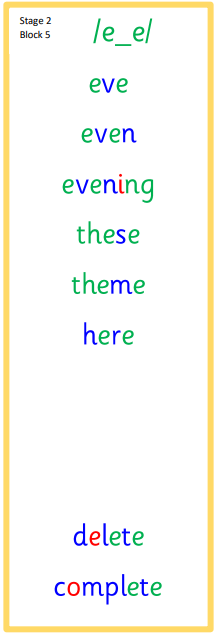 Stage 2
Block 5
/e_e/
eve
even
evening
these
theme
here
delete
complete